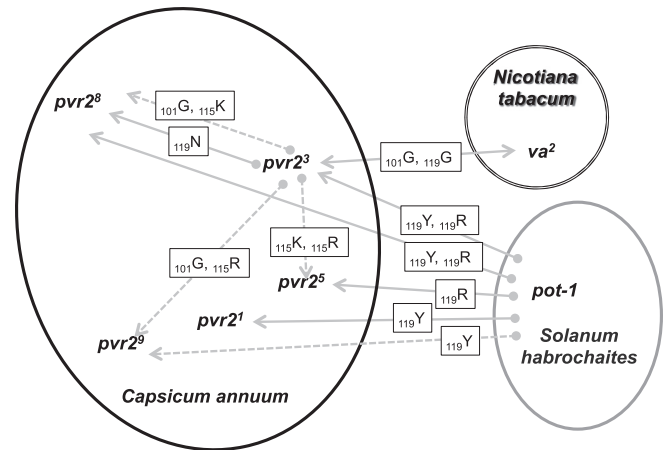 Nicotiana
tabacum
pvr2⁸
₁₀₁G, ₁₁₅K
₁₁₉N
pvr2³
₁₀₁G, ₁₁₉G
va²
₁₁₉Y, ₁₁₉R
₁₁₅K, ₁₁₅R
₁₀₁G, ₁₁₅R
₁₁₉Y, ₁₁₉R
pvr2⁵
₁₁₉R
pot-1
pvr2¹
₁₁₉Y
pvr2⁹
₁₁₉Y
Solanum
habrochaites
Capsicum annuum